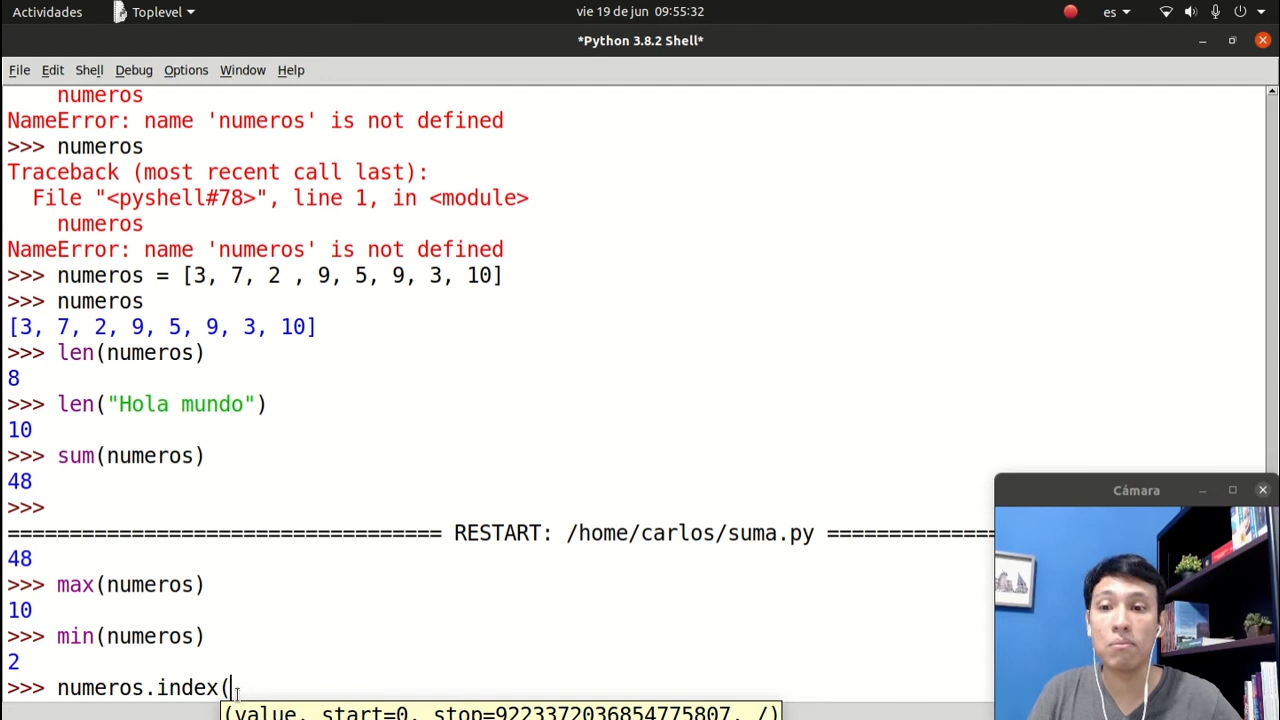 Actividades Toplevel vie 19 de jun 09:55:32 es
*Python 3.8.2 Shell*
File Edit Shell Debug Options Window Help
numeros
NameError: name 'numeros' is not defined
>>> numeros
Traceback (most recent call last):
File "<pyshell#78>", line 1, in <module>
numeros
NameError: name 'numeros' is not defined
>>> numeros = [3, 7, 2 , 9, 5, 9, 3, 10]
>>> numeros
[3, 7, 2, 9, 5, 9, 3, 10]
>>> len(numeros)
8
>>> len("Hola mundo")
10
>>> sum(numeros)
48
>>>
=================================== RESTART: /home/carlos/suma.py ==============
48
>>> max(numeros)
10
>>> min(numeros)
2
>>> numeros.index(
(value, start=0, stop=9223372036854775807, /)
Cámara